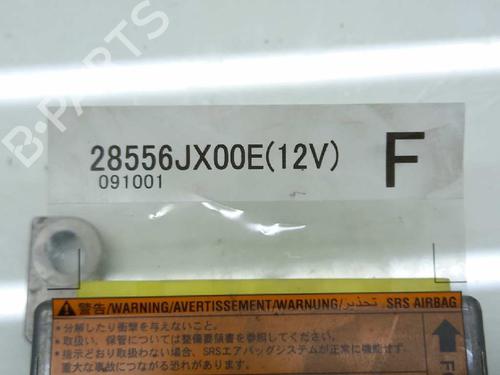 B-PARTS
28556JX00E(12V)
F
091001
警告/WARNING/AVERTISSEMENT/WARNUNG/تحذير SRS AIRBAG
・分解したり衝撃を与えないこと。
・取扱い、保管については整備要領書を参照してください。
・指示どおり取扱わない場合、SRSエアバッグシステムが正常に機能せず、
重大な事故につながる恐れがあります。
F